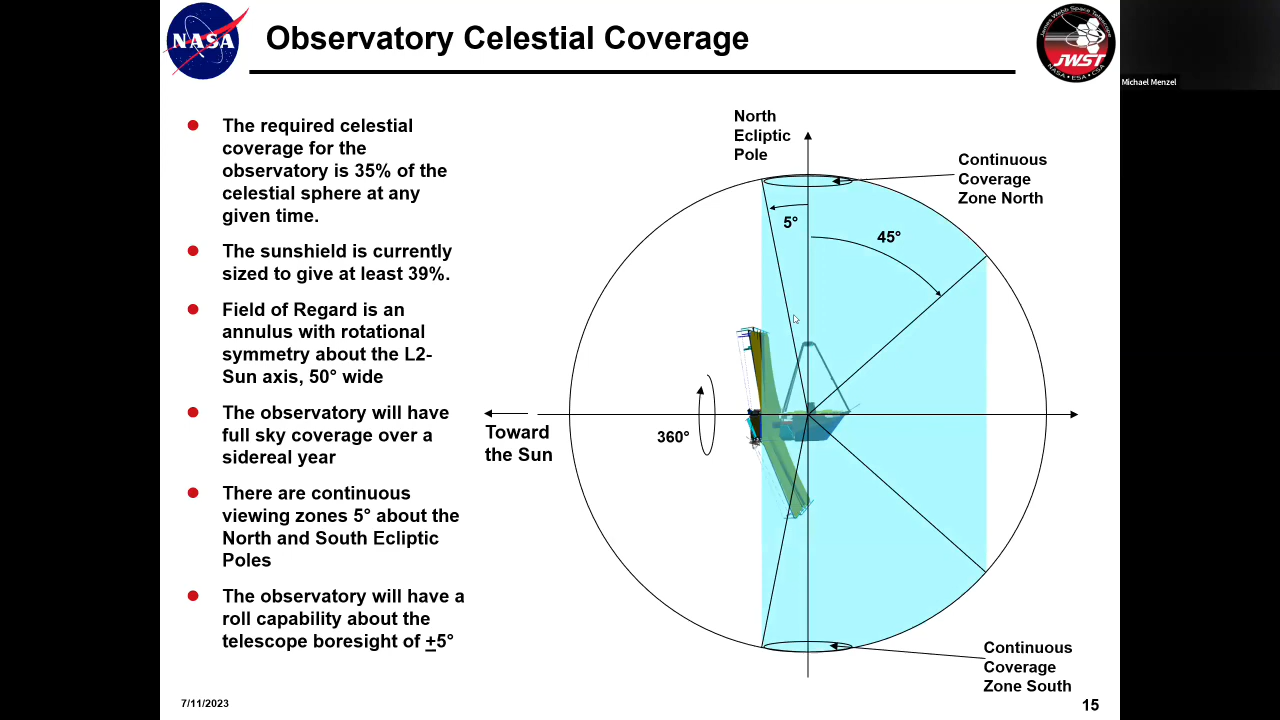 NASA
Observatory Celestial Coverage
James Webb Space Telescope
JWST
NASA • ESA • CSA
Michael Menzel
The required celestial
coverage for the
observatory is 35% of the
celestial sphere at any
given time.
The sunshield is currently
sized to give at least 39%.
Field of Regard is an
annulus with rotational
symmetry about the L2-
Sun axis, 50° wide
The observatory will have
full sky coverage over a
sidereal year
There are continuous
viewing zones 5° about the
North and South Ecliptic
Poles
The observatory will have a
roll capability about the
telescope boresight of ±5°
North
Ecliptic
Pole
Continuous
Coverage
Zone North
5°
45°
Toward
the Sun
360°
Continuous
Coverage
Zone South
7/11/2023
15